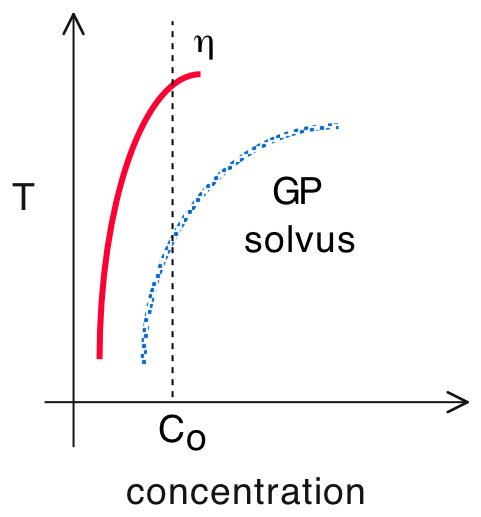 η
T
GP
solvus
Co
concentration